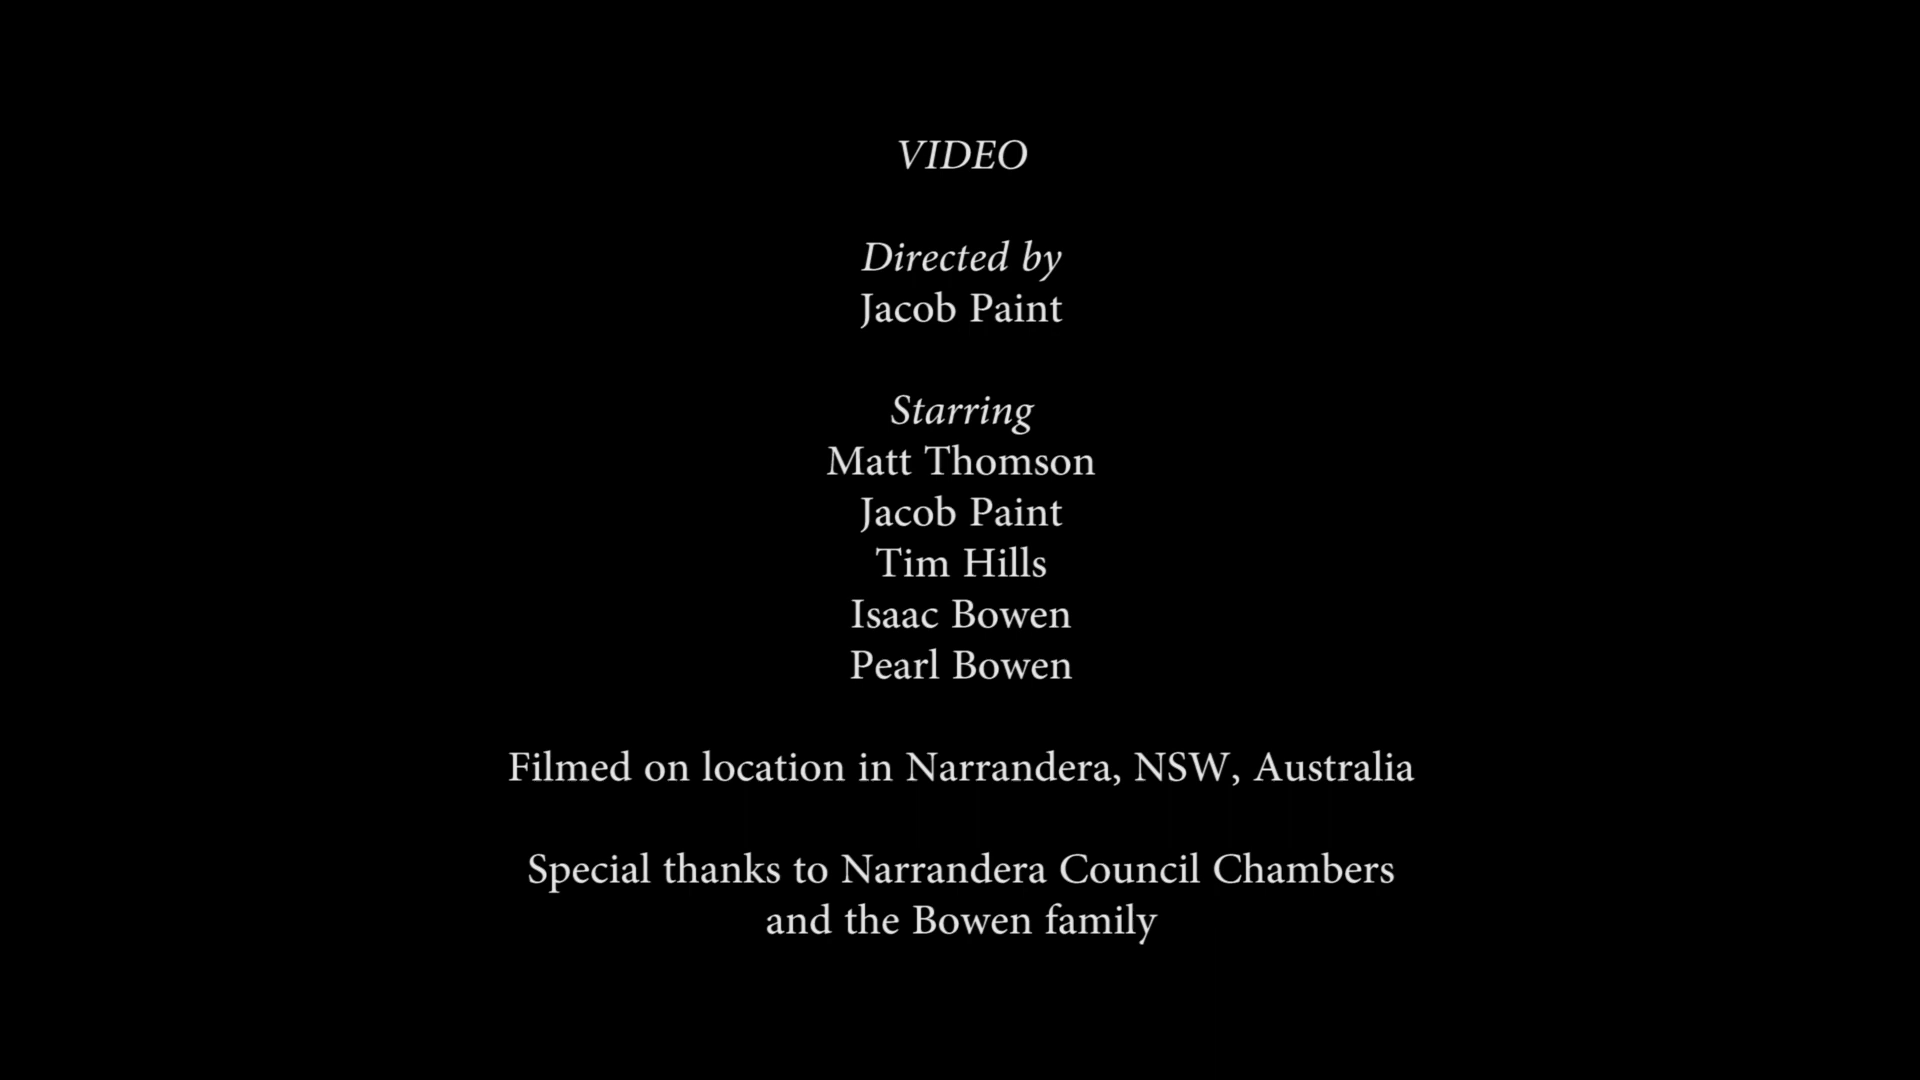 VIDEO
Directed by
Jacob Paint
Starring
Matt Thomson
Jacob Paint
Tim Hills
Isaac Bowen
Pearl Bowen
Filmed on location in Narrandera, NSW, Australia
Special thanks to Narrandera Council Chambers
and the Bowen family